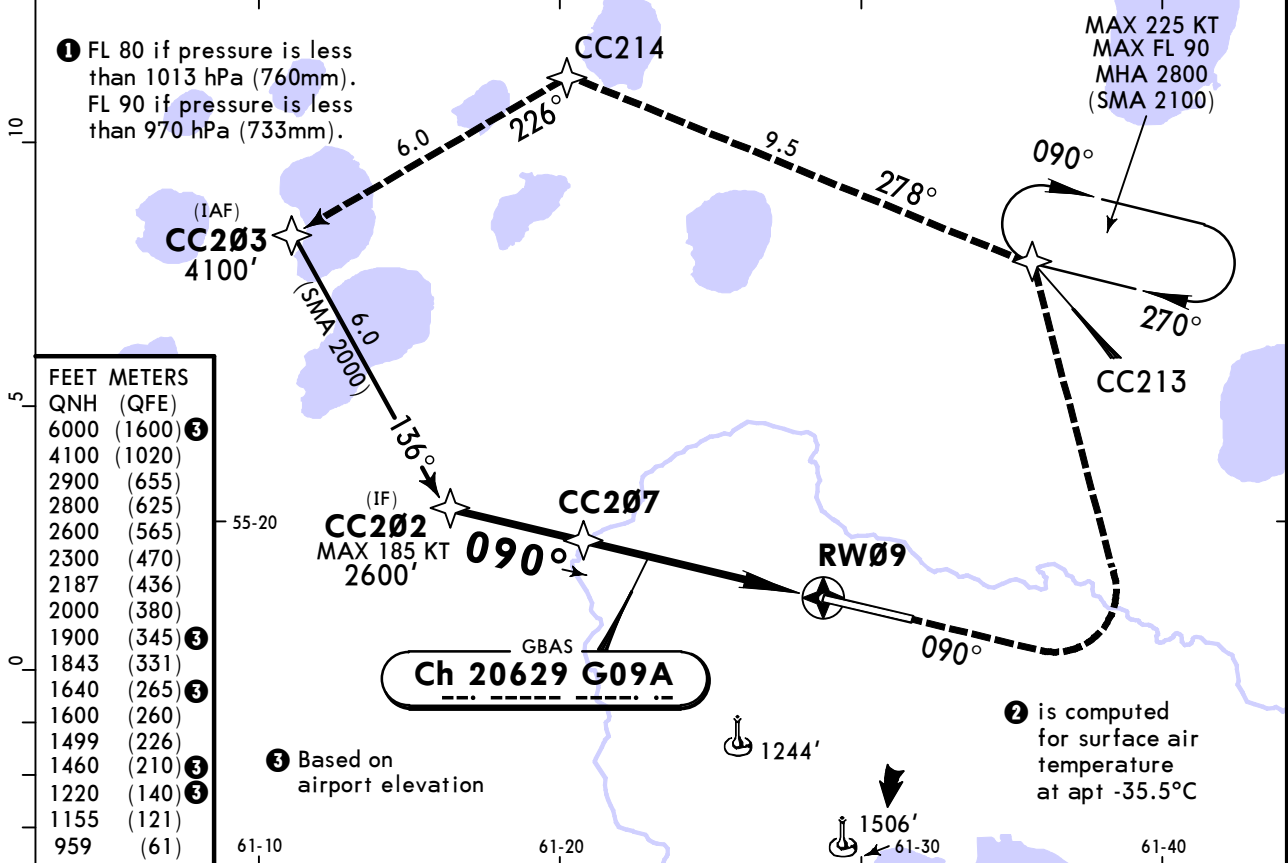 ❶ FL 80 if pressure is less
than 1013 hPa (760mm).
FL 90 if pressure is less
than 970 hPa (733mm).
CC214
MAX 225 KT
MAX FL 90
MHA 2800
(SMA 2100)
10
226°
6.0
9.5
278°
090°
270°
CC213
(IAF)
CC2Ø3
4100'
6.0
(SMA 2000)
136°
5
FEET METERS
QNH (QFE)
6000 (1600) ❸
4100 (1020)
2900 (655)
2800 (625)
2600 (565)
2300 (470)
2187 (436)
2000 (380)
1900 (345) ❸
1843 (331)
1640 (265) ❸
1600 (260)
1499 (226)
1460 (210) ❸
1220 (140) ❸
1155 (121)
959 (61)
55-20
(IF)
CC2Ø2
MAX 185 KT
2600'
CC2Ø7
090°
RWØ9
090°
0
GBAS
Ch 20629 G09A
❸ Based on
airport elevation
1244'
1506'
❷ is computed
for surface air
temperature
at apt -35.5°C
61-10
61-20
61-30
61-40